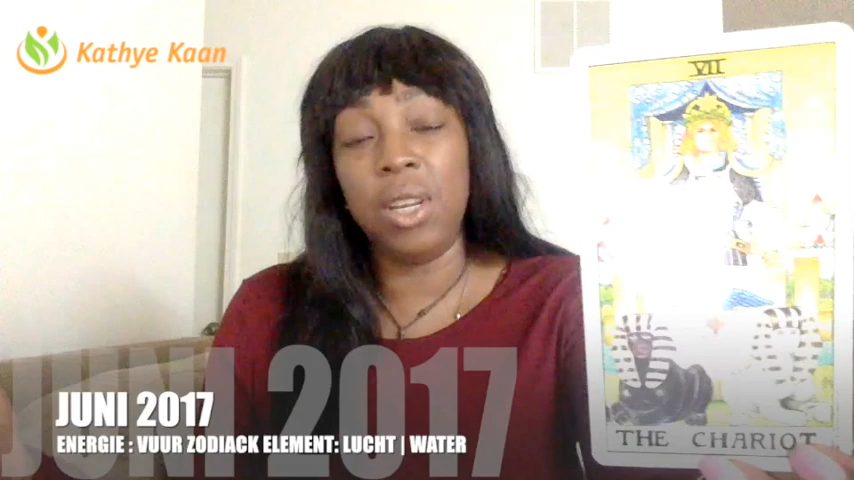 Kathye Kaan
VII
THE CHARIOT
JUNI 2017
JUNI 2017
ENERGIE : VUUR ZODIACK ELEMENT: LUCHT | WATER